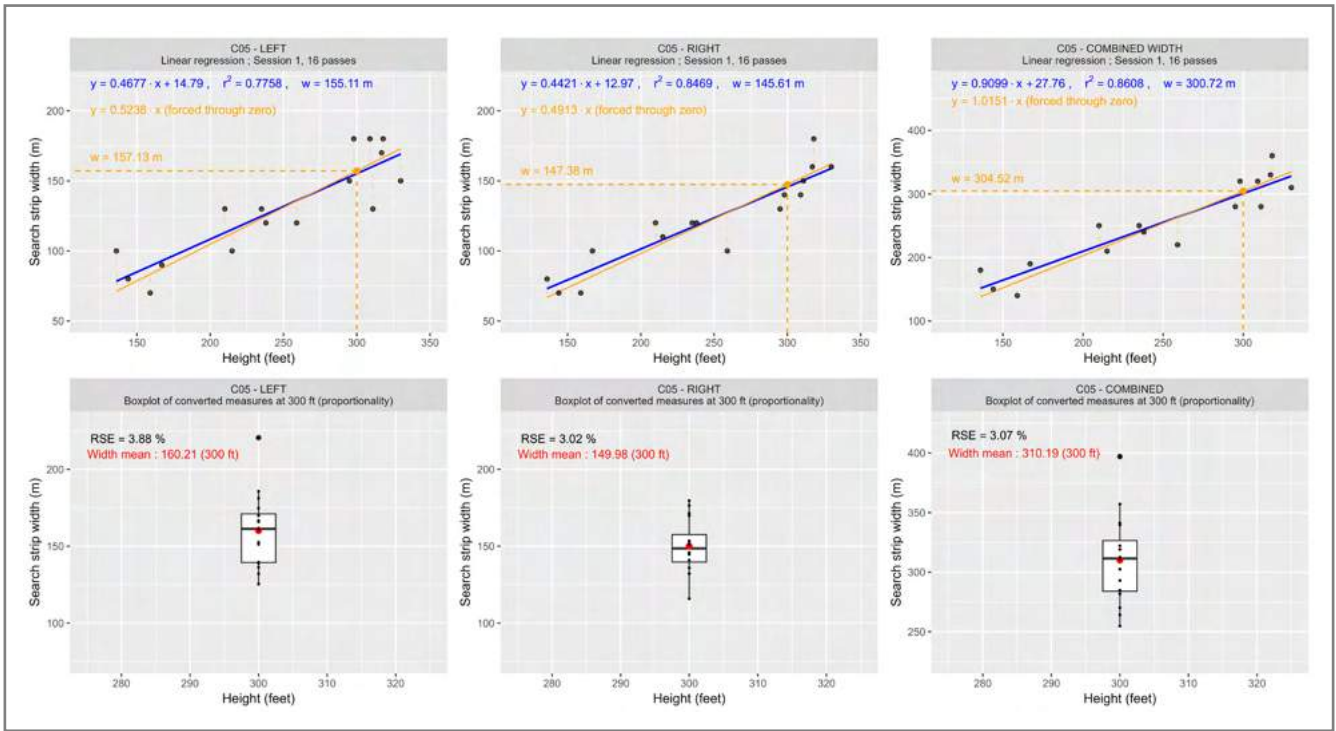 C05 - LEFT
Linear regression ; Session 1, 16 passes
y = 0.4677 · x + 14.79 , r² = 0.7758 , w = 155.11 m
y = 0.5238 · x (forced through zero)
w = 157.13 m
200
150
100
50
Search strip width (m)
150
200
250
300
350
Height (feet)
C05 - RIGHT
Linear regression ; Session 1, 16 passes
y = 0.4421 · x + 12.97 , r² = 0.8469 , w = 145.61 m
y = 0.4913 · x (forced through zero)
w = 147.38 m
200
150
100
50
Search strip width (m)
150
200
250
300
Height (feet)
C05 - COMBINED WIDTH
Linear regression ; Session 1, 16 passes
y = 0.9099 · x + 27.76 , r² = 0.8608 , w = 300.72 m
y = 1.0151 · x (forced through zero)
w = 304.52 m
400
300
200
100
Search strip width (m)
150
200
250
300
Height (feet)
C05 - LEFT
Boxplot of converted measures at 300 ft (proportionality)
RSE = 3.88 %
Width mean : 160.21 (300 ft)
200
150
100
Search strip width (m)
280
290
300
310
320
Height (feet)
C05 - RIGHT
Boxplot of converted measures at 300 ft (proportionality)
RSE = 3.02 %
Width mean : 149.98 (300 ft)
200
150
100
Search strip width (m)
280
290
300
310
320
Height (feet)
C05 - COMBINED
Boxplot of converted measures at 300 ft (proportionality)
RSE = 3.07 %
Width mean : 310.19 (300 ft)
400
350
300
250
Search strip width (m)
280
290
300
310
320
Height (feet)